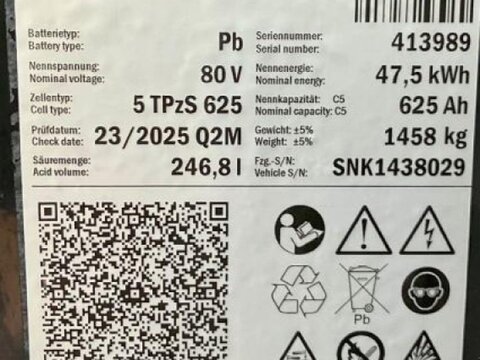 Batterietyp: Pb Seriennummer: 413989
Battery type: Serial number:
Nennspannung: 80 V Nennenergie: 47,5 kWh
Nominal voltage: Nominal energy:
Zellentyp: 5 TPzS 625 Nennkapazität: C5 625 Ah
Cell type: Nominal capacity: C5
Prüfdatum: 23/2025 Q2M Gewicht: ±5% 1458 kg
Check date: Weight: ±5%
Säuremenge: 246,8 l Fzg.-S/N: SNK1438029
Acid volume: Vehicle S/N:
Pb